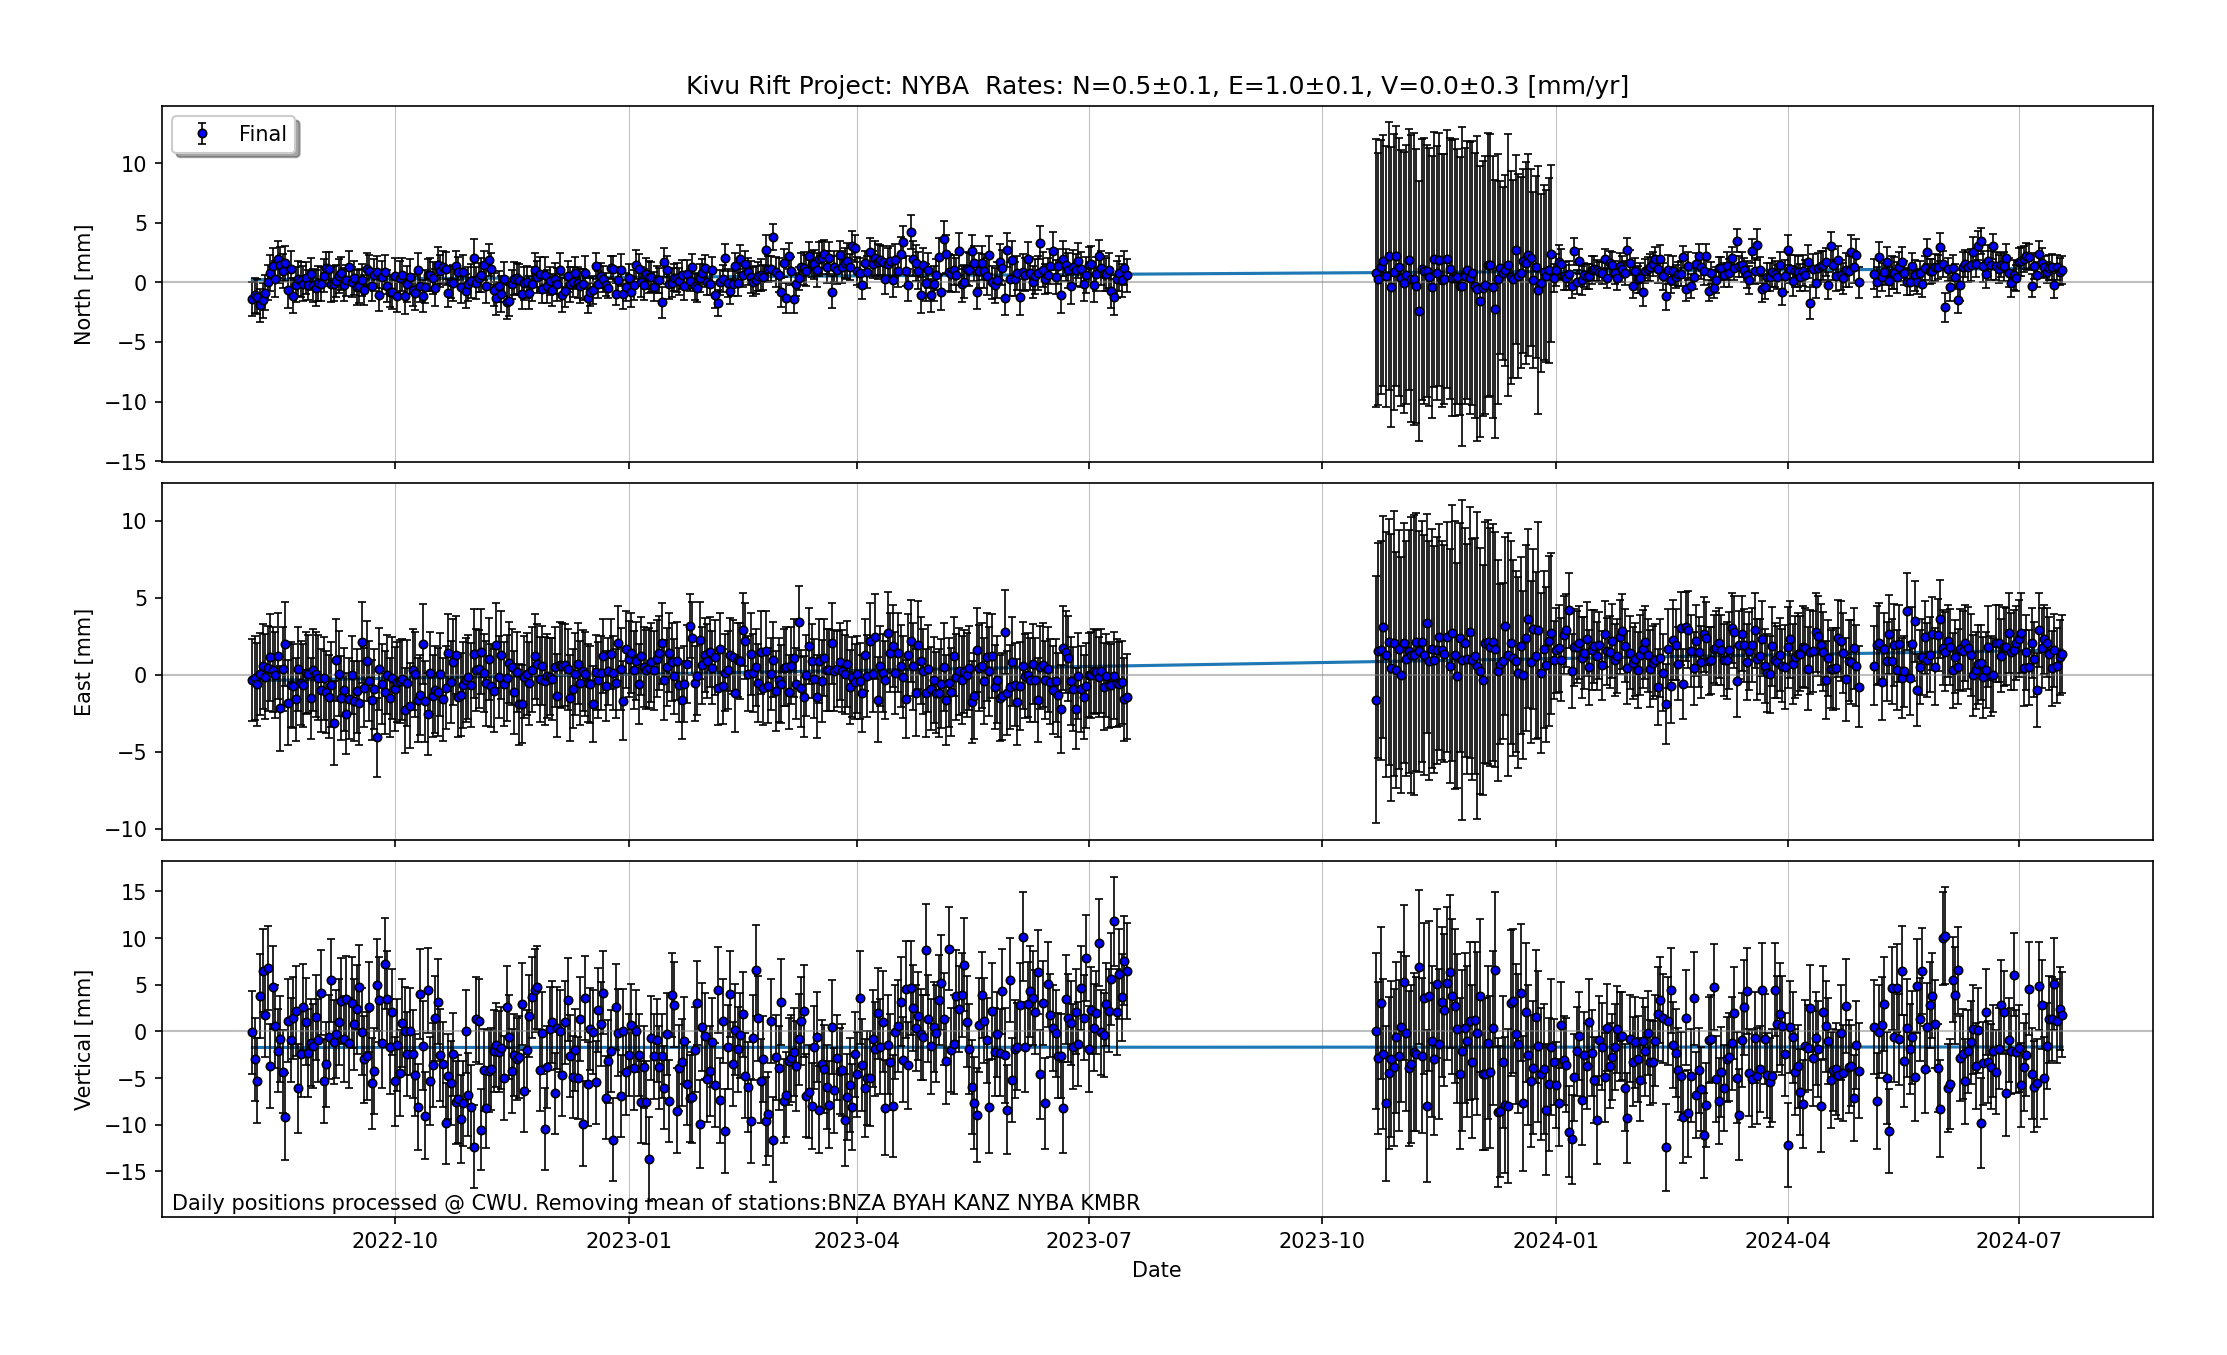 Kivu Rift Project: NYBA  Rates: N=0.5±0.1, E=1.0±0.1, V=0.0±0.3 [mm/yr]
Final
10
5
0
−5
−10
−15
North [mm]
10
5
0
−5
−10
East [mm]
15
10
5
0
−5
−10
−15
Vertical [mm]
Daily positions processed @ CWU. Removing mean of stations:BNZA BYAH KANZ NYBA KMBR
2022-10 2023-01 2023-04 2023-07 2023-10 2024-01 2024-04 2024-07
Date